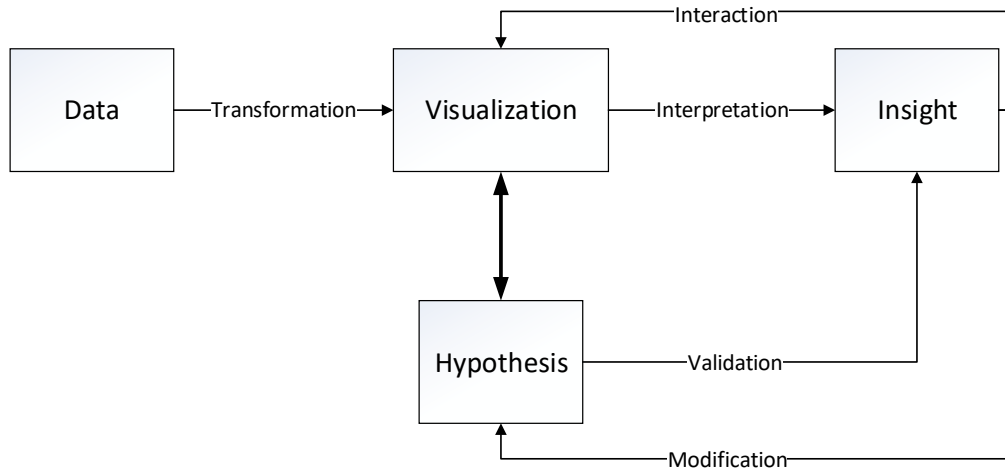 Interaction
Data
Transformation
Visualization
Interpretation
Insight
Hypothesis
Validation
Modification